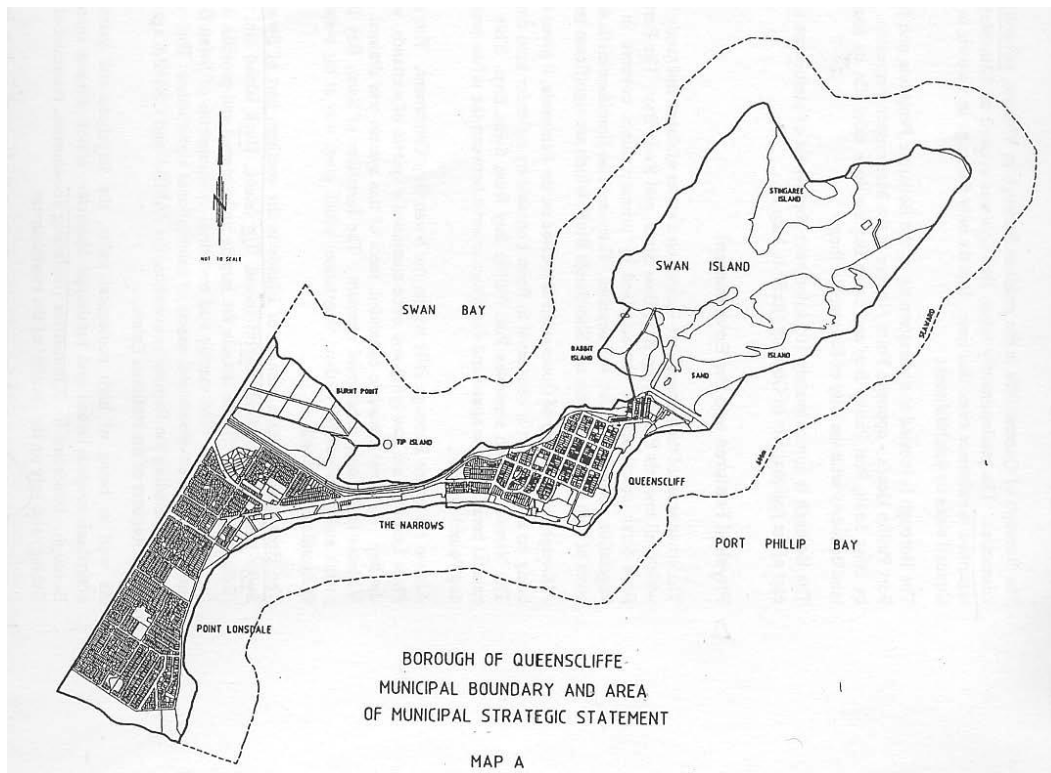 STINGAREE
ISLAND
NOT TO SCALE
SWAN ISLAND
SWAN BAY
SEAWARD
RABBIT
ISLAND
ISLAND
SAND
BURNT POINT
TIP ISLAND
QUEENSCLIFF
THE NARROWS
PORT PHILLIP BAY
POINT LONSDALE
BOROUGH OF QUEENSCLIFFE
MUNICIPAL BOUNDARY AND AREA
OF MUNICIPAL STRATEGIC STATEMENT
MAP A